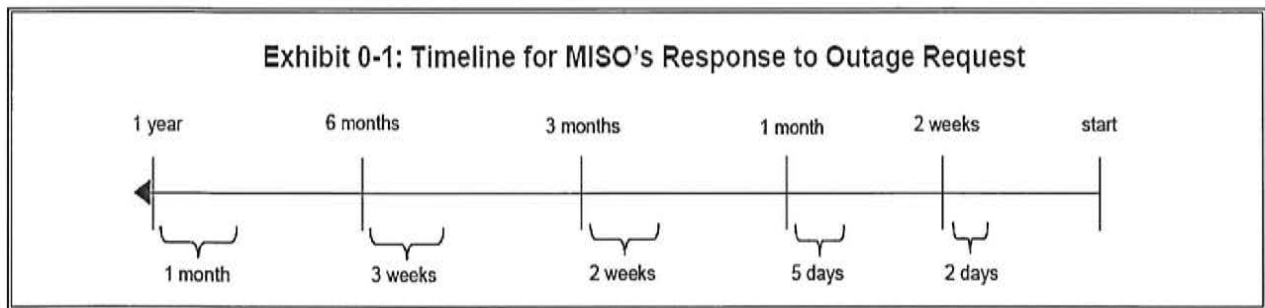 Exhibit 0-1: Timeline for MISO's Response to Outage Request
1 year 6 months 3 months 1 month 2 weeks start
1 month 3 weeks 2 weeks 5 days 2 days